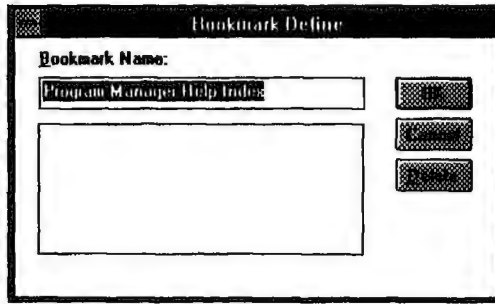 Bookmark Define
Bookmark Name:
Program Manager Help Index
OK
Cancel
Delete